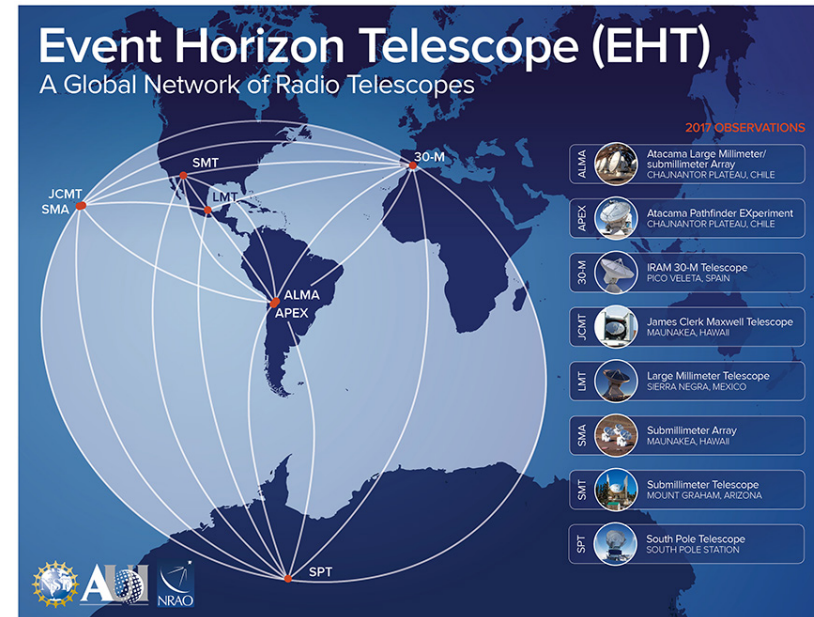 Event Horizon Telescope (EHT)
A Global Network of Radio Telescopes
2017 OBSERVATIONS
SMT
30-M
JCMT
SMA
LMT
ALMA
APEX
SPT
ALMA
Atacama Large Millimeter/
submillimeter Array
CHAJNANTOR PLATEAU, CHILE
APEX
Atacama Pathfinder EXperiment
CHAJNANTOR PLATEAU, CHILE
30-M
IRAM 30-M Telescope
PICO VELETA, SPAIN
JCMT
James Clerk Maxwell Telescope
MAUNAKEA, HAWAII
LMT
Large Millimeter Telescope
SIERRA NEGRA, MEXICO
SMA
Submillimeter Array
MAUNAKEA, HAWAII
SMT
Submillimeter Telescope
MOUNT GRAHAM, ARIZONA
SPT
South Pole Telescope
SOUTH POLE STATION
AUI
NRAO